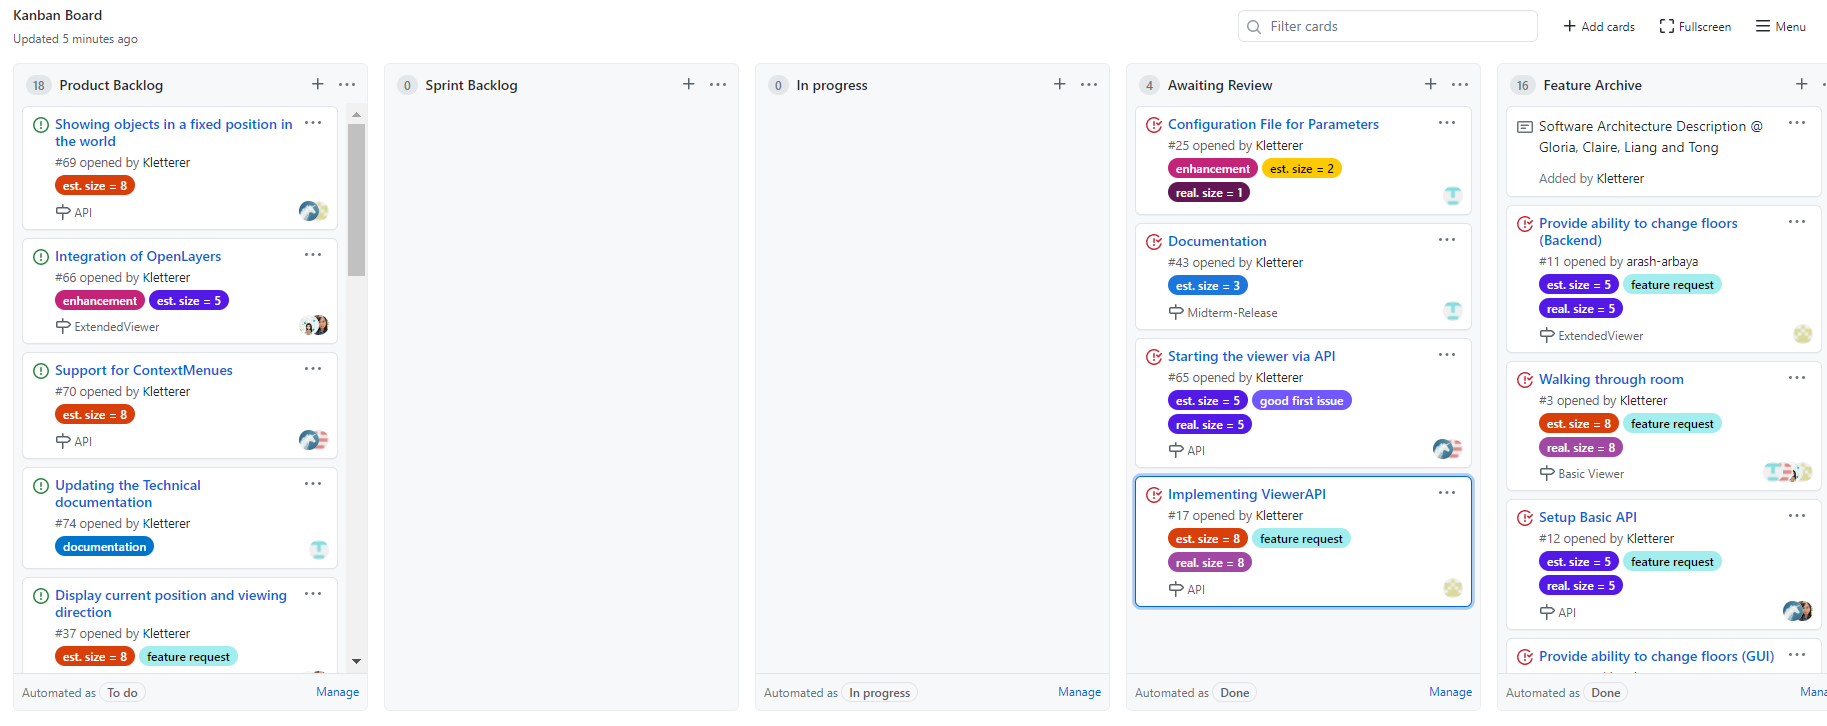 Kanban Board
Updated 5 minutes ago
Filter cards
Add cards
Fullscreen
Menu
18 Product Backlog
Showing objects in a fixed position in
the world
#69 opened by Kletterer
est. size = 8
API
Integration of OpenLayers
#66 opened by Kletterer
enhancement est. size = 5
ExtendedViewer
Support for ContextMenues
#70 opened by Kletterer
est. size = 8
API
Updating the Technical
documentation
#74 opened by Kletterer
documentation
Display current position and viewing
direction
#37 opened by Kletterer
est. size = 8 feature request
Automated as To do Manage
0 Sprint Backlog
0 In progress
Automated as In progress Manage
4 Awaiting Review
Configuration File for Parameters
#25 opened by Kletterer
enhancement est. size = 2
real. size = 1
Documentation
#43 opened by Kletterer
est. size = 3
Midterm-Release
Starting the viewer via API
#65 opened by Kletterer
est. size = 5 good first issue
real. size = 5
API
Implementing ViewerAPI
#17 opened by Kletterer
est. size = 8 feature request
real. size = 8
API
Automated as Done Manage
16 Feature Archive
Software Architecture Description @
Gloria, Claire, Liang and Tong
Added by Kletterer
Provide ability to change floors
(Backend)
#11 opened by arash-arbaya
est. size = 5 feature request
real. size = 5
ExtendedViewer
Walking through room
#3 opened by Kletterer
est. size = 8 feature request
real. size = 8
Basic Viewer
Setup Basic API
#12 opened by Kletterer
est. size = 5 feature request
real. size = 5
API
Provide ability to change floors (GUI)
Automated as Done Mana